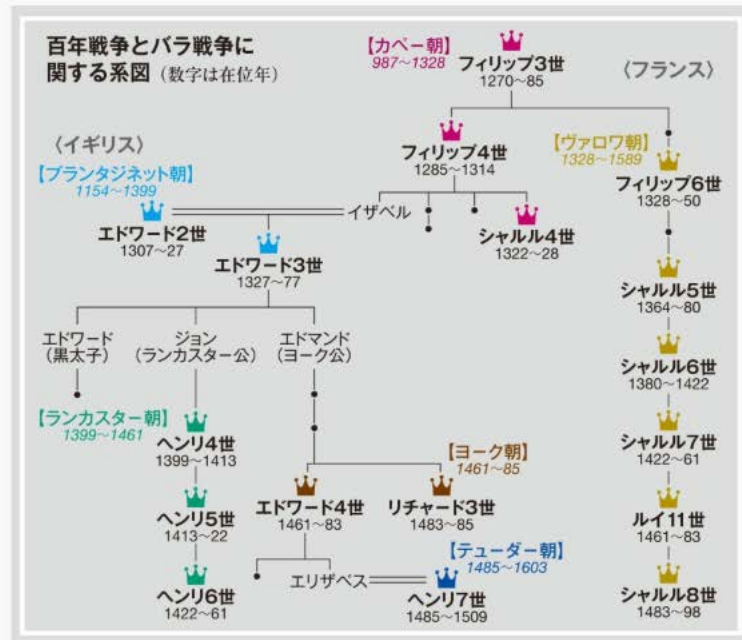 百年戦争とバラ戦争に
関する系図（数字は在位年）
【カペー朝】
987～1328
フィリップ3世
1270～85
〈フランス〉
〈イギリス〉
フィリップ4世
1285～1314
【ヴァロワ朝】
1328～1589
フィリップ6世
1328～50
【プランタジネット朝】
1154～1399
エドワード2世
1307～27
イザベル
シャルル4世
1322～28
エドワード3世
1327～77
シャルル5世
1364～80
エドワード
（黒太子）
ジョン
（ランカスター公）
エドマンド
（ヨーク公）
シャルル6世
1380～1422
【ランカスター朝】
1399～1461
ヘンリ4世
1399～1413
シャルル7世
1422～61
【ヨーク朝】
1461～85
エドワード4世
1461～83
リチャード3世
1483～85
ヘンリ5世
1413～22
ルイ11世
1461～83
【テューダー朝】
1485～1603
エリザベス
ヘンリ7世
1485～1509
ヘンリ6世
1422～61
シャルル8世
1483～98